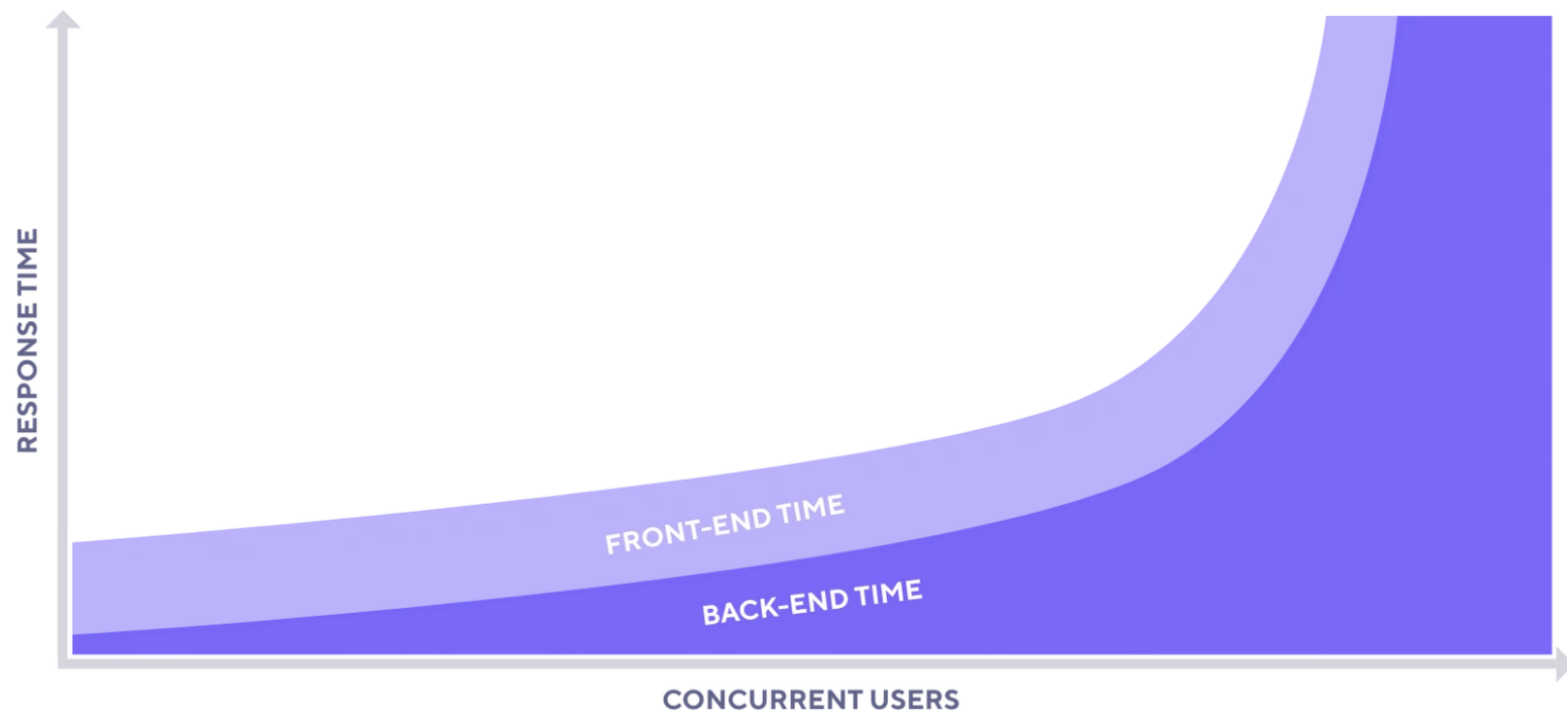 RESPONSE TIME
FRONT-END TIME
BACK-END TIME
CONCURRENT USERS